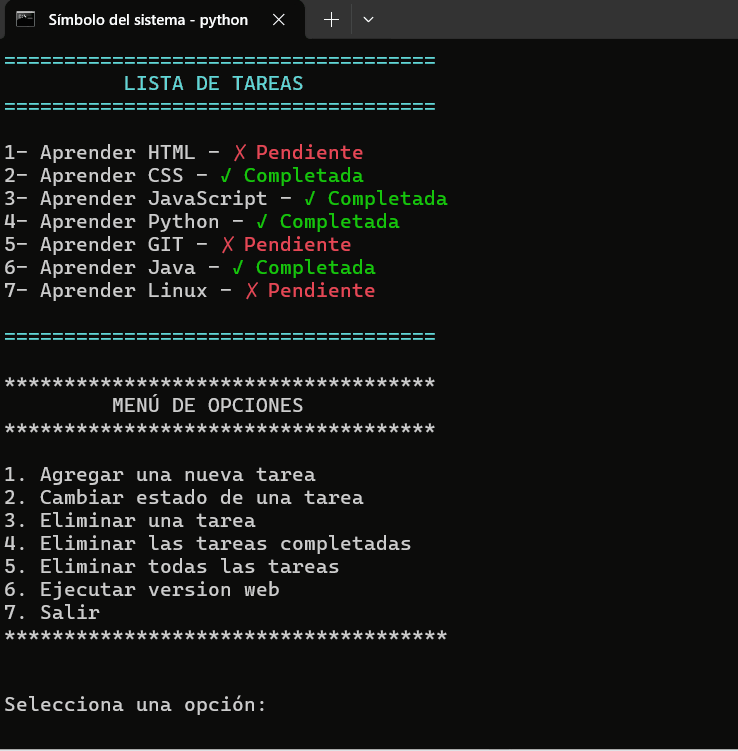 Símbolo del sistema - python
====================================
LISTA DE TAREAS
====================================
1- Aprender HTML - ✗ Pendiente
2- Aprender CSS - ✓ Completada
3- Aprender JavaScript - ✓ Completada
4- Aprender Python - ✓ Completada
5- Aprender GIT - ✗ Pendiente
6- Aprender Java - ✓ Completada
7- Aprender Linux - ✗ Pendiente
====================================
************************************
MENÚ DE OPCIONES
************************************
1. Agregar una nueva tarea
2. Cambiar estado de una tarea
3. Eliminar una tarea
4. Eliminar las tareas completadas
5. Eliminar todas las tareas
6. Ejecutar version web
7. Salir
*************************************
Selecciona una opción: